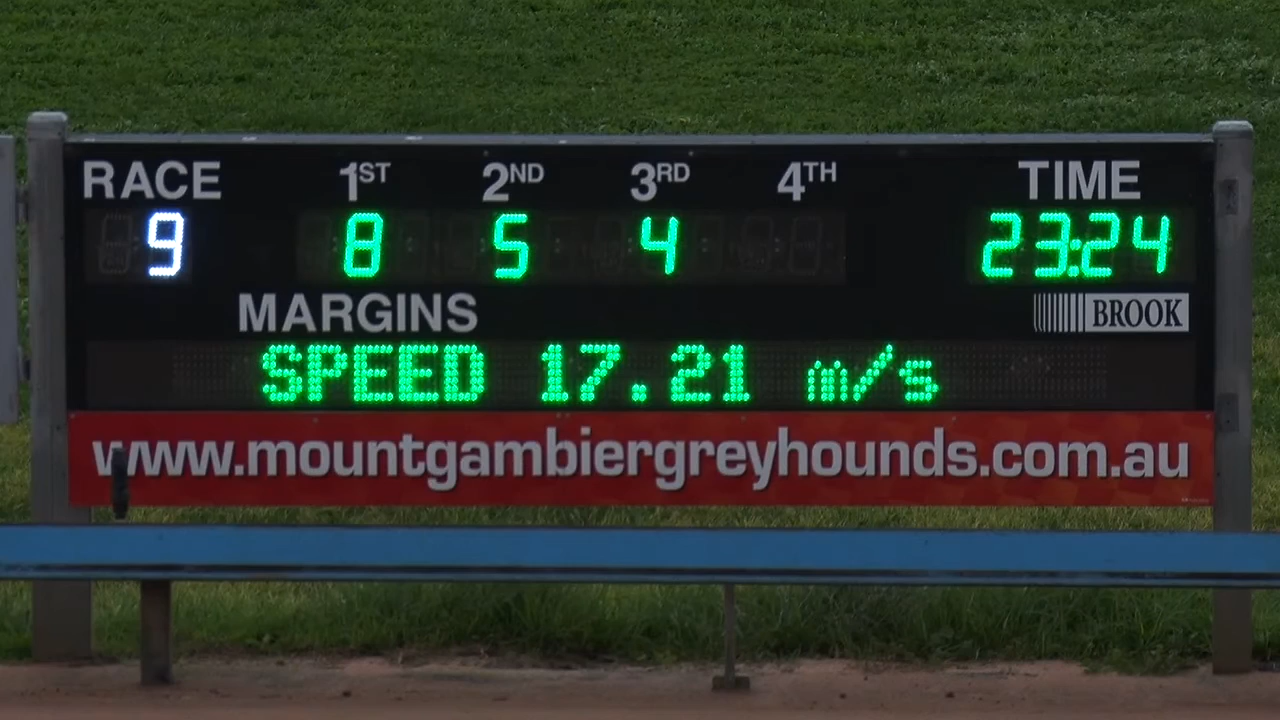 RACE 1ST 2ND 3RD 4TH TIME
9 8 5 4 23:24
MARGINS BROOK
SPEED 17.21 m/s
www.mountgambiergreyhounds.com.au